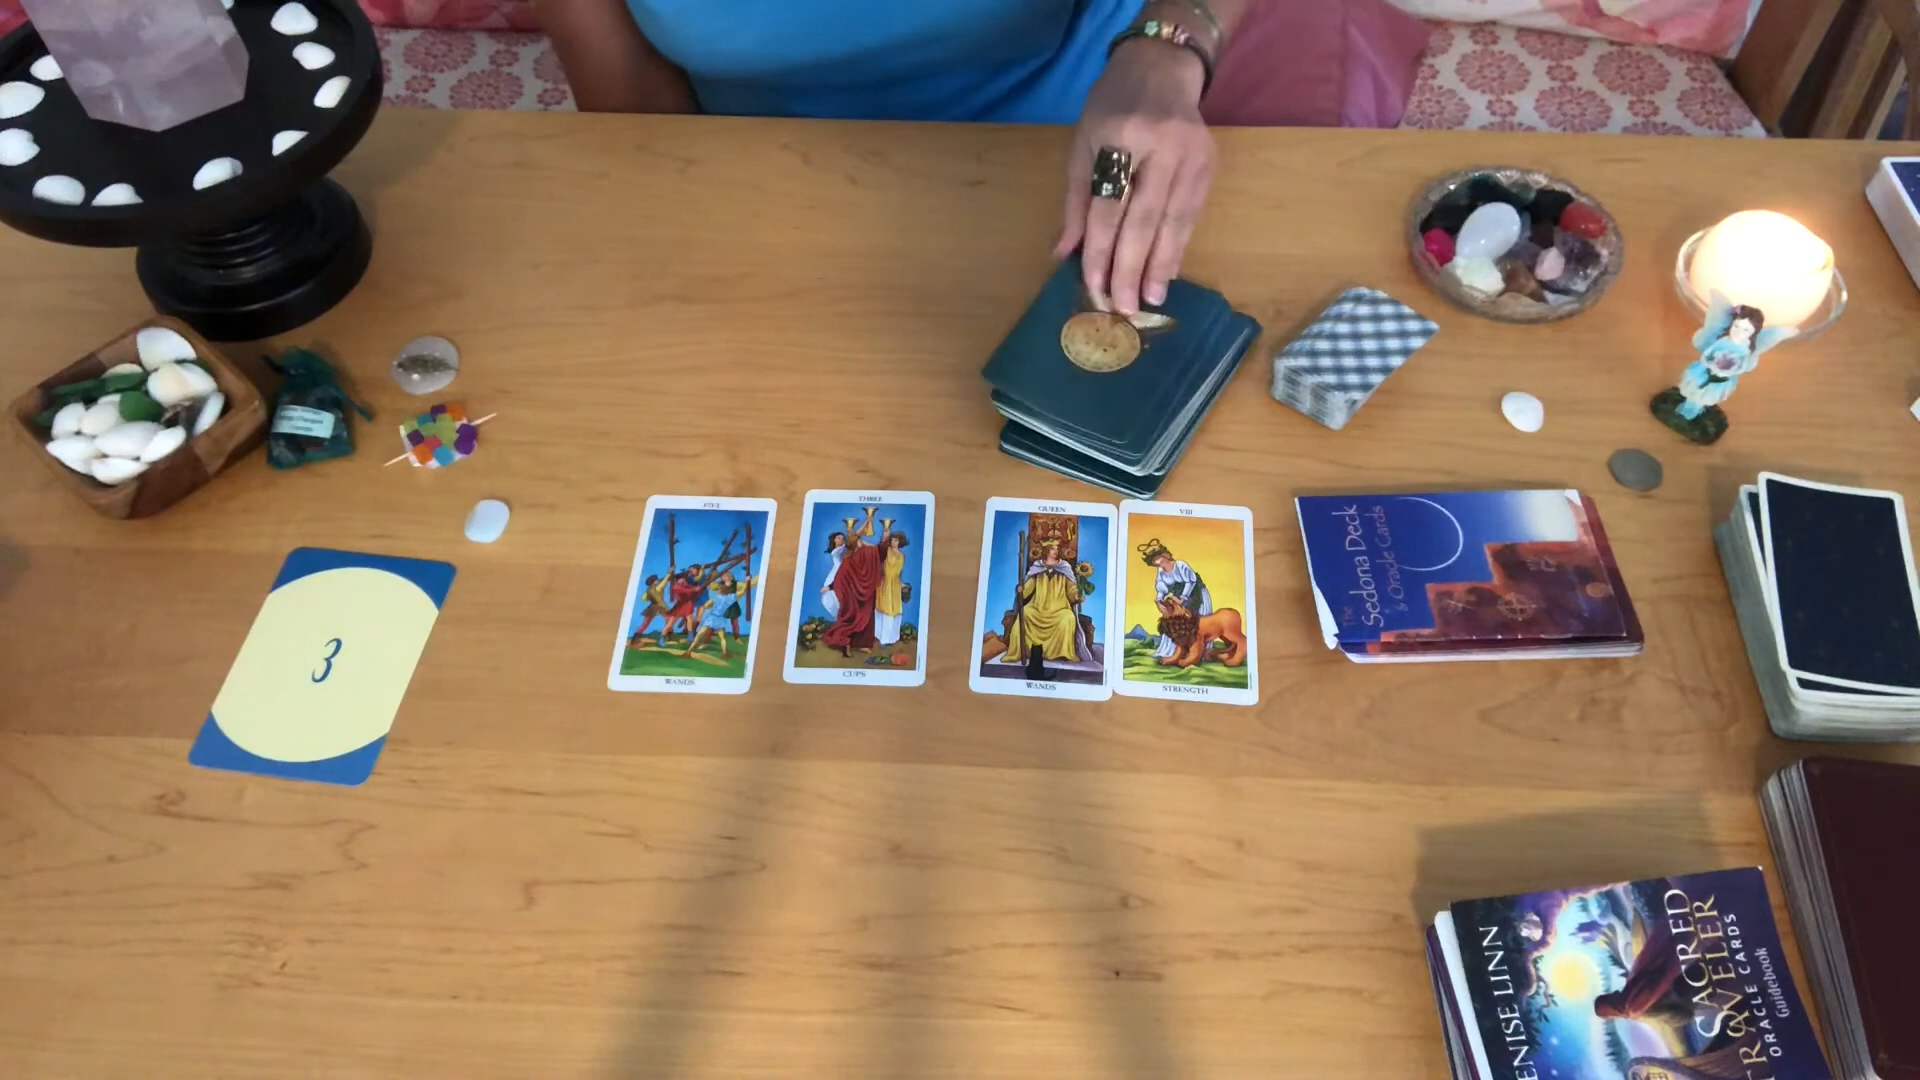 FIVE
WANDS
THREE
CUPS
QUEEN
WANDS
VIII
STRENGTH
3
The
Sedona Deck
Oracle Cards
DENISE LINN
SACRED
TRAVELER
ORACLE CARDS
Guidebook